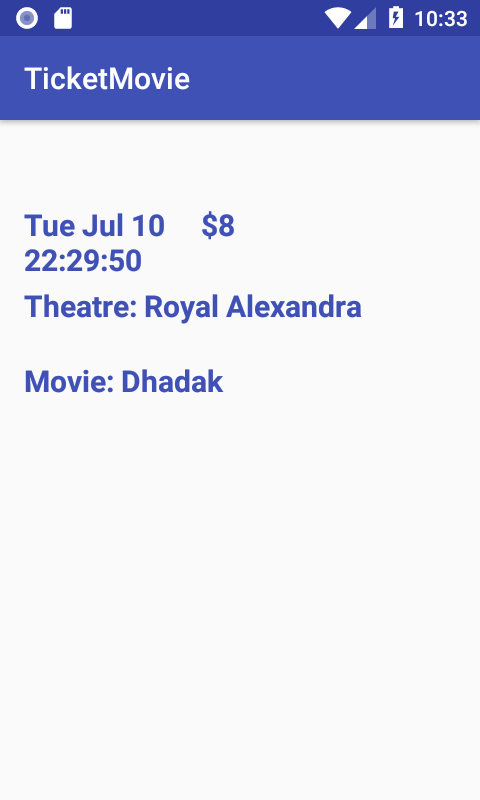 10:33
TicketMovie
Tue Jul 10 $8
22:29:50
Theatre: Royal Alexandra
Movie: Dhadak